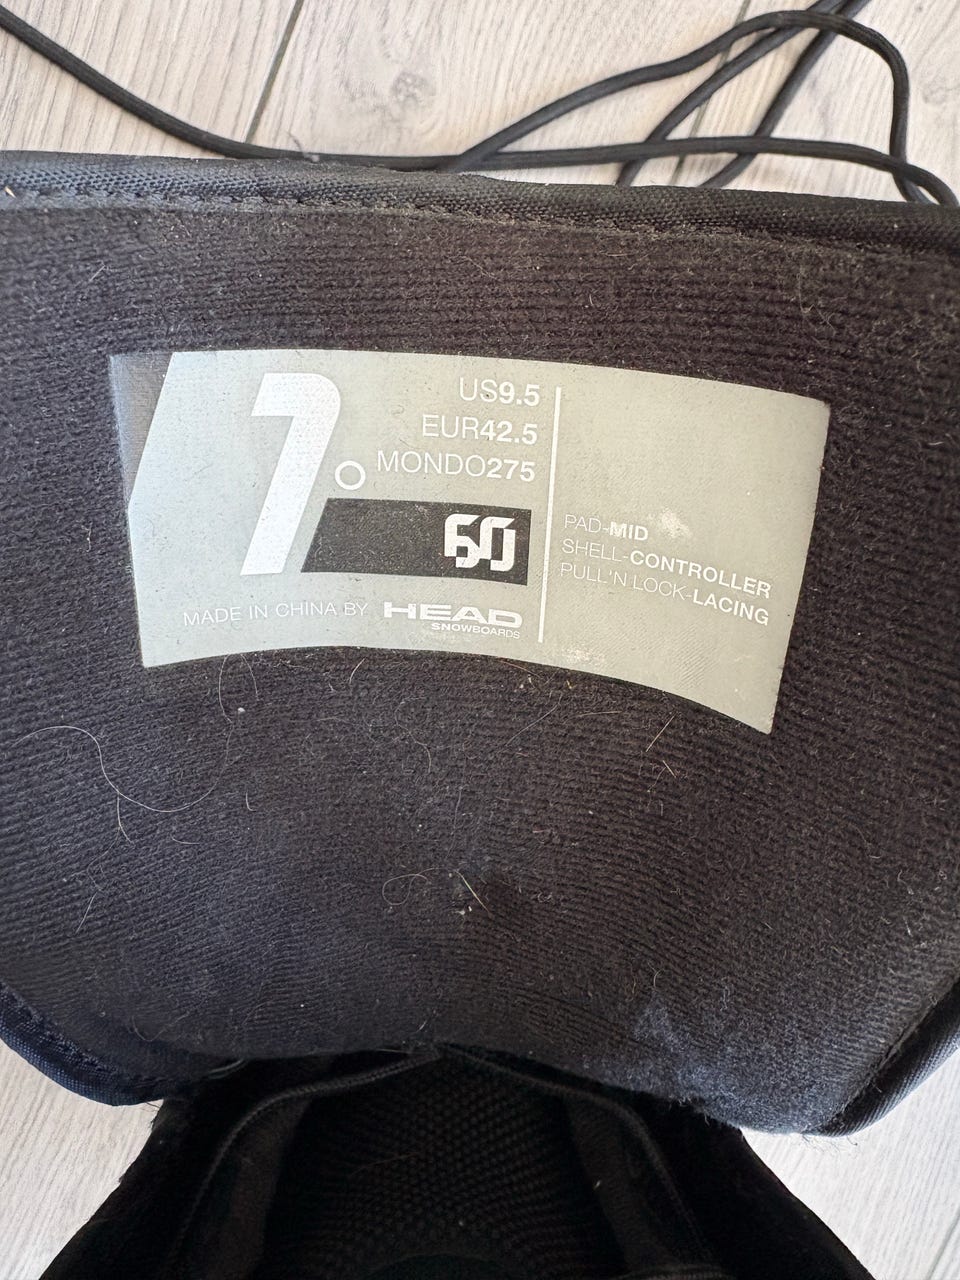 7°
US9.5
EUR42.5
MONDO275
60
MADE IN CHINA BY HEAD
SNOWBOARDS
PAD-MID
SHELL-CONTROLLER
PULL'N LOCK-LACING